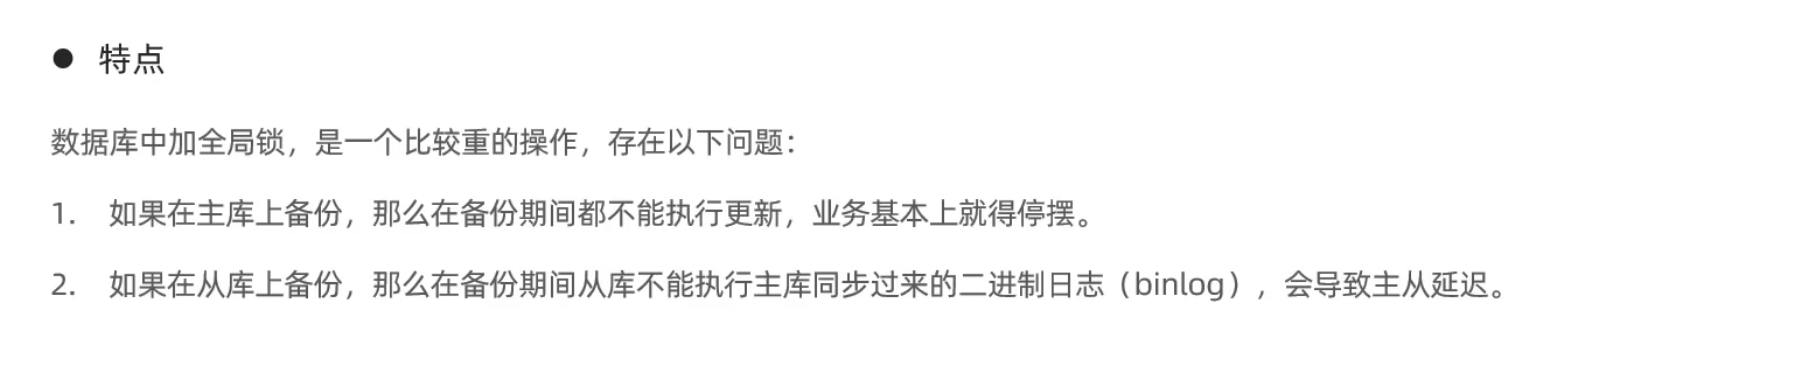 ● 特点
数据库中加全局锁，是一个比较重的操作，存在以下问题：
1. 如果在主库上备份，那么在备份期间都不能执行更新，业务基本上就得停摆。
2. 如果在从库上备份，那么在备份期间从库不能执行主库同步过来的二进制日志（binlog），会导致主从延迟。